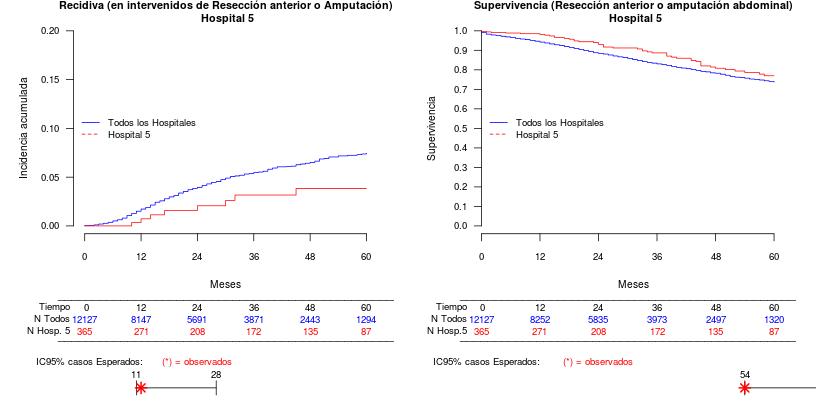 Recidiva (en intervenidos de Resección anterior o Amputación)
Hospital 5
0.20
0.15
0.10
0.05
0.00
Incidencia acumulada
Todos los Hospitales
Hospital 5
0 12 24 36 48 60
Meses
Tiempo 0 12 24 36 48 60
N Todos 12127 8147 5691 3871 2443 1294
N Hosp. 5 365 271 208 172 135 87
IC95% casos Esperados: (*) = observados
11 28
Supervivencia (Resección anterior o amputación abdominal)
Hospital 5
1.0
0.9
0.8
0.7
0.6
0.5
0.4
0.3
0.2
0.1
0.0
Supervivencia
Todos los Hospitales
Hospital 5
0 12 24 36 48 60
Meses
Tiempo 0 12 24 36 48 60
N Todos 12127 8252 5835 3973 2497 1320
N Hosp.5 365 271 208 172 135 87
IC95% casos Esperados: (*) = observados
54